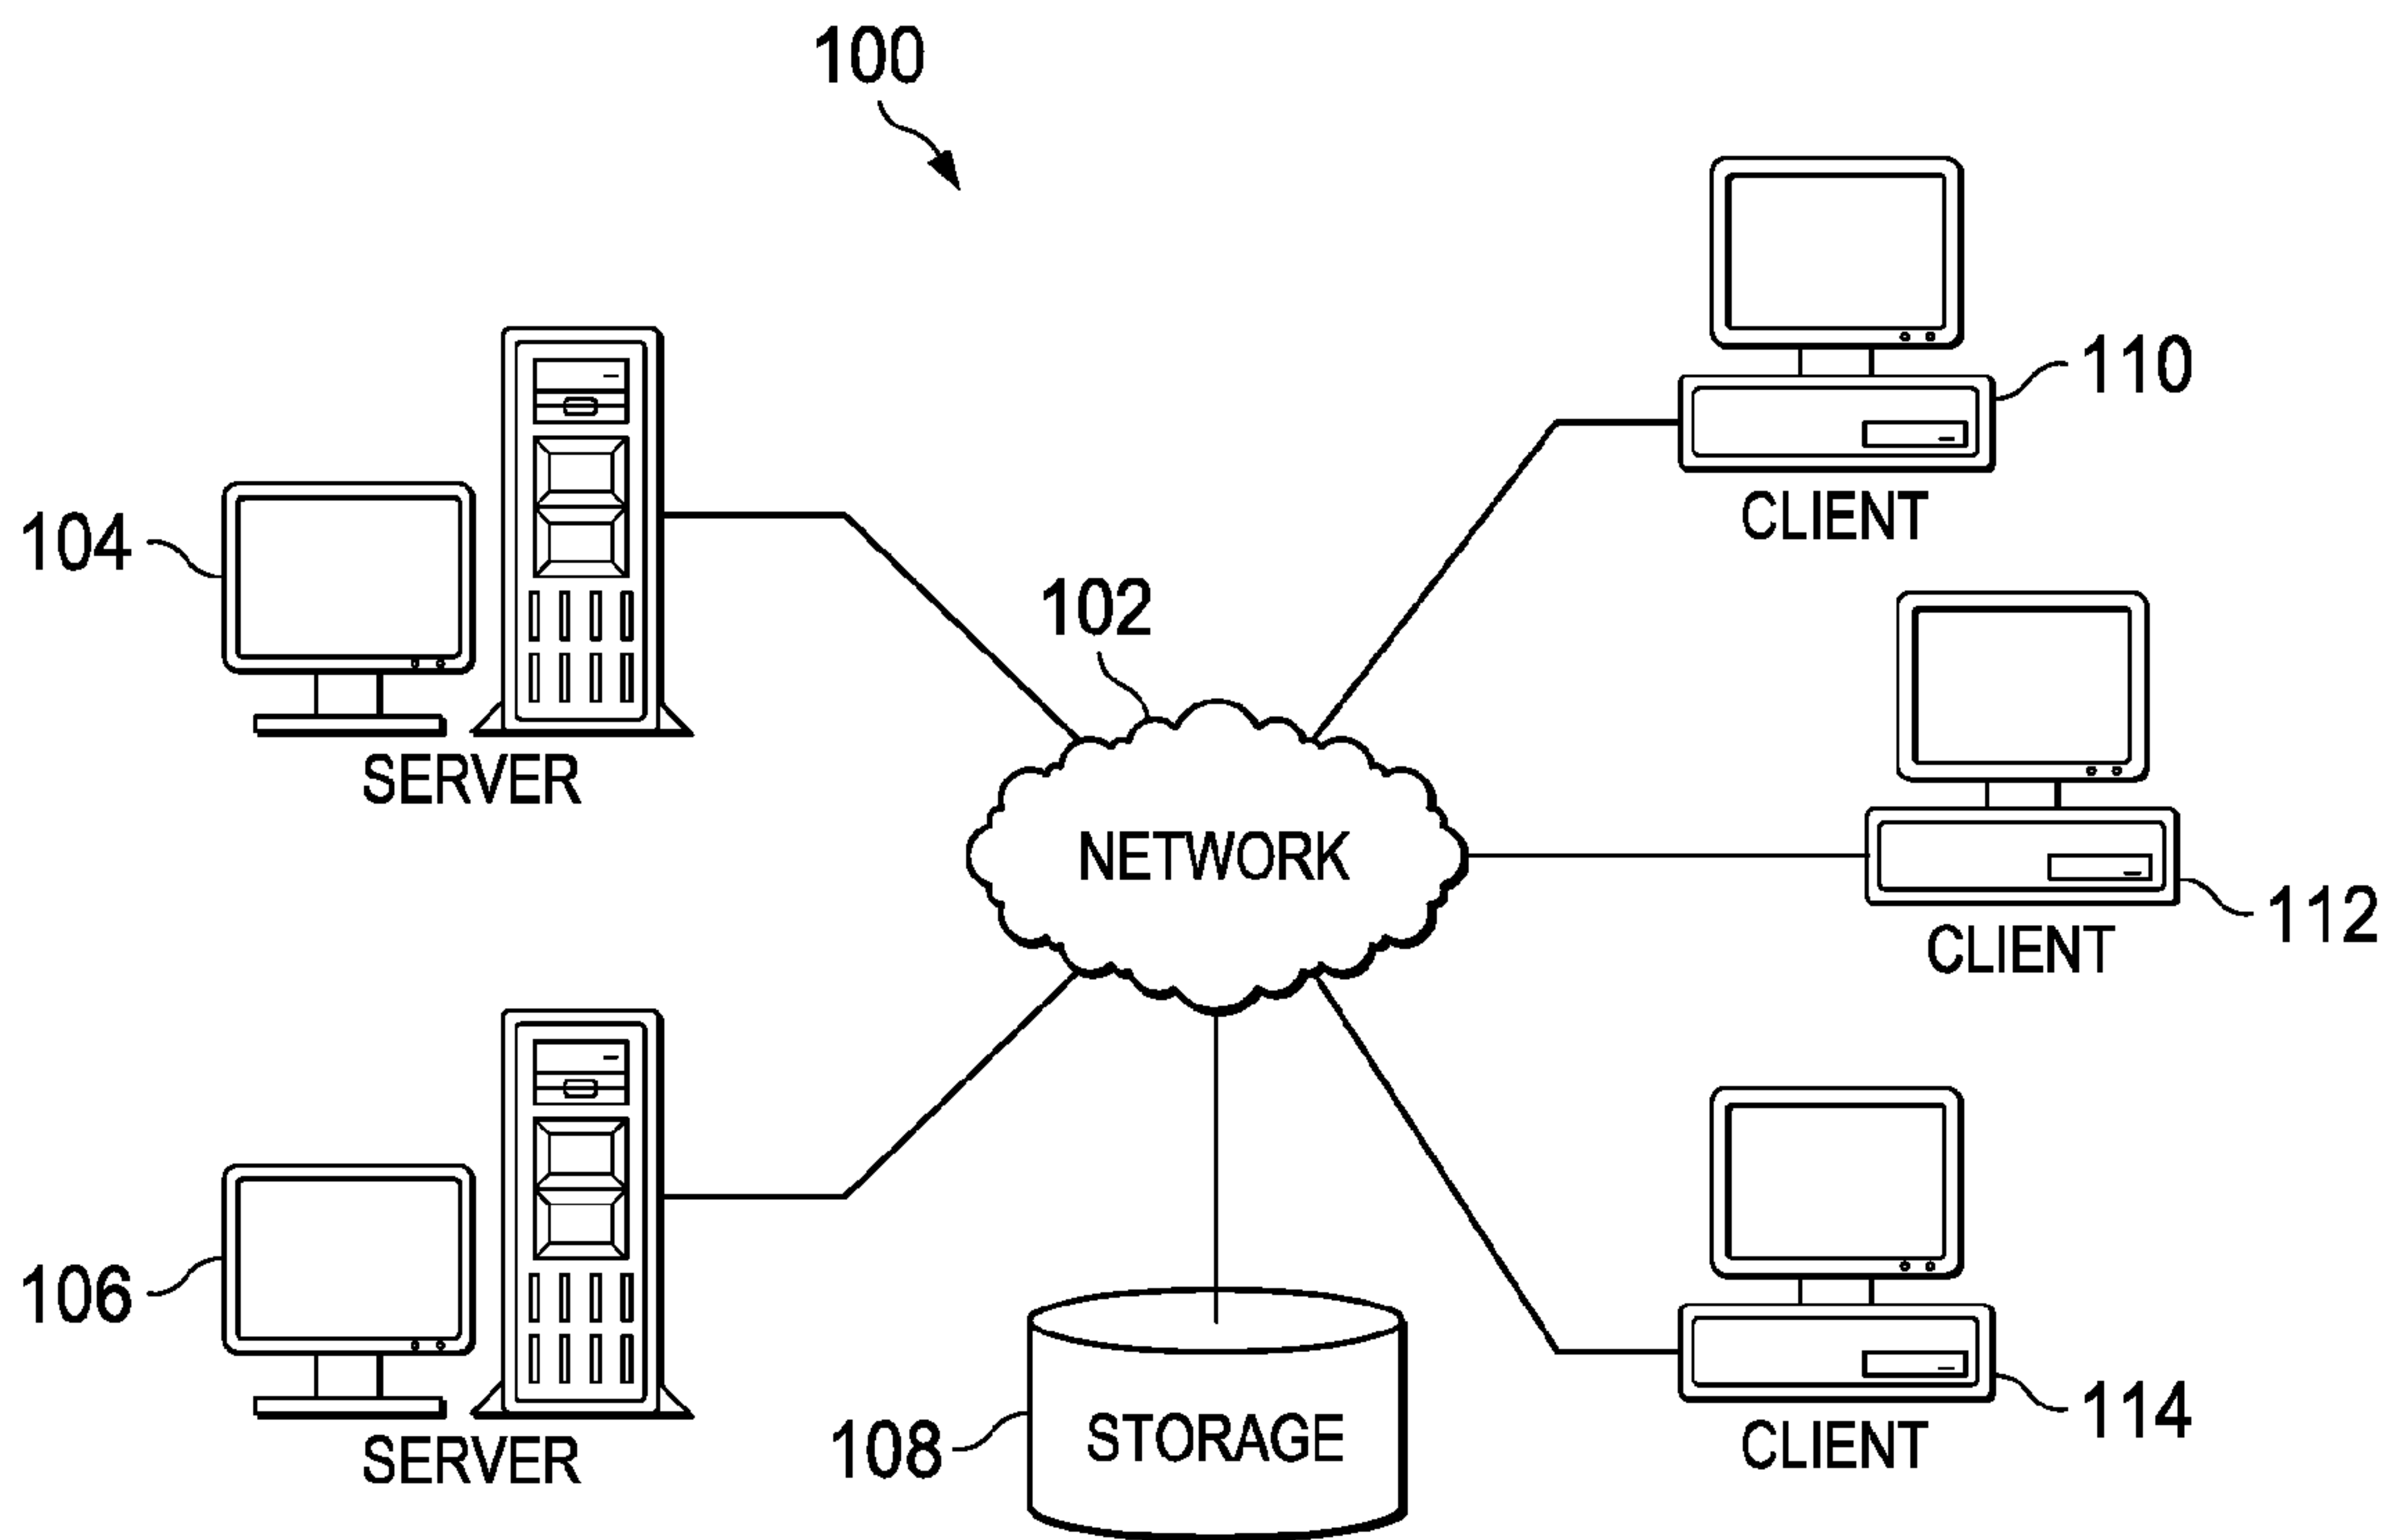 100
110
CLIENT
104
SERVER
102
NETWORK
112
CLIENT
106
SERVER
108
STORAGE
114
CLIENT